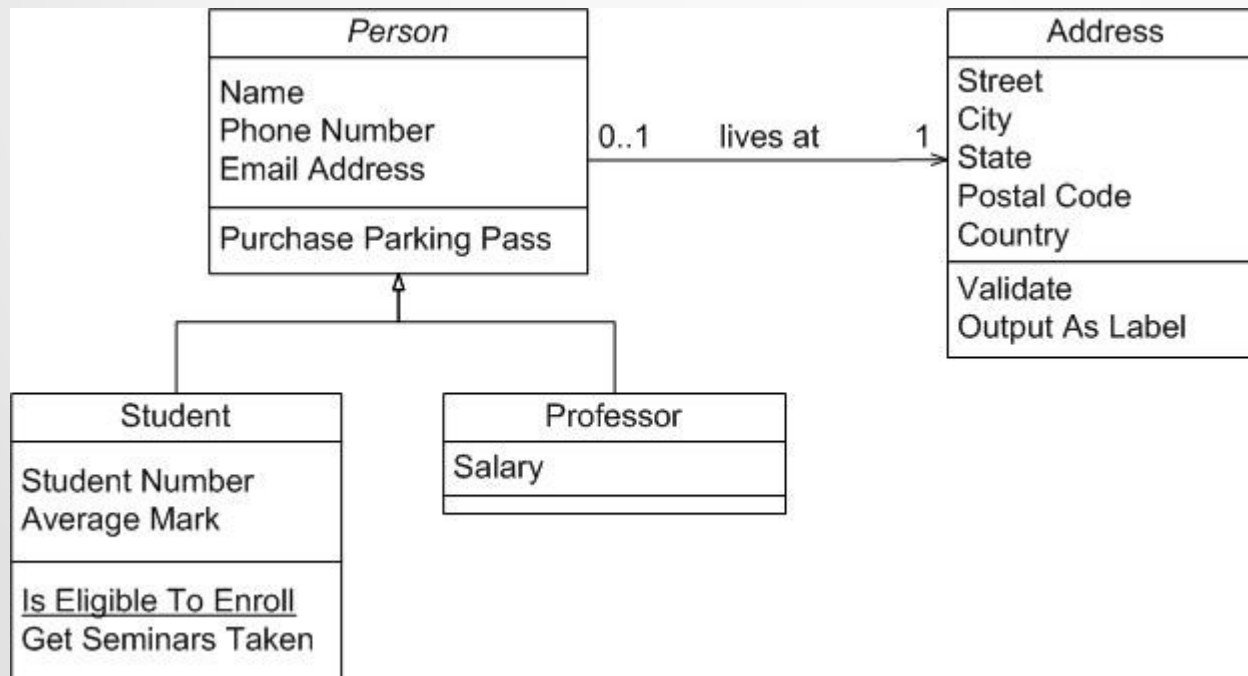 Person
Name
Phone Number
Email Address
Purchase Parking Pass
0..1 lives at 1
Address
Street
City
State
Postal Code
Country
Validate
Output As Label
Student
Student Number
Average Mark
Is Eligible To Enroll
Get Seminars Taken
Professor
Salary